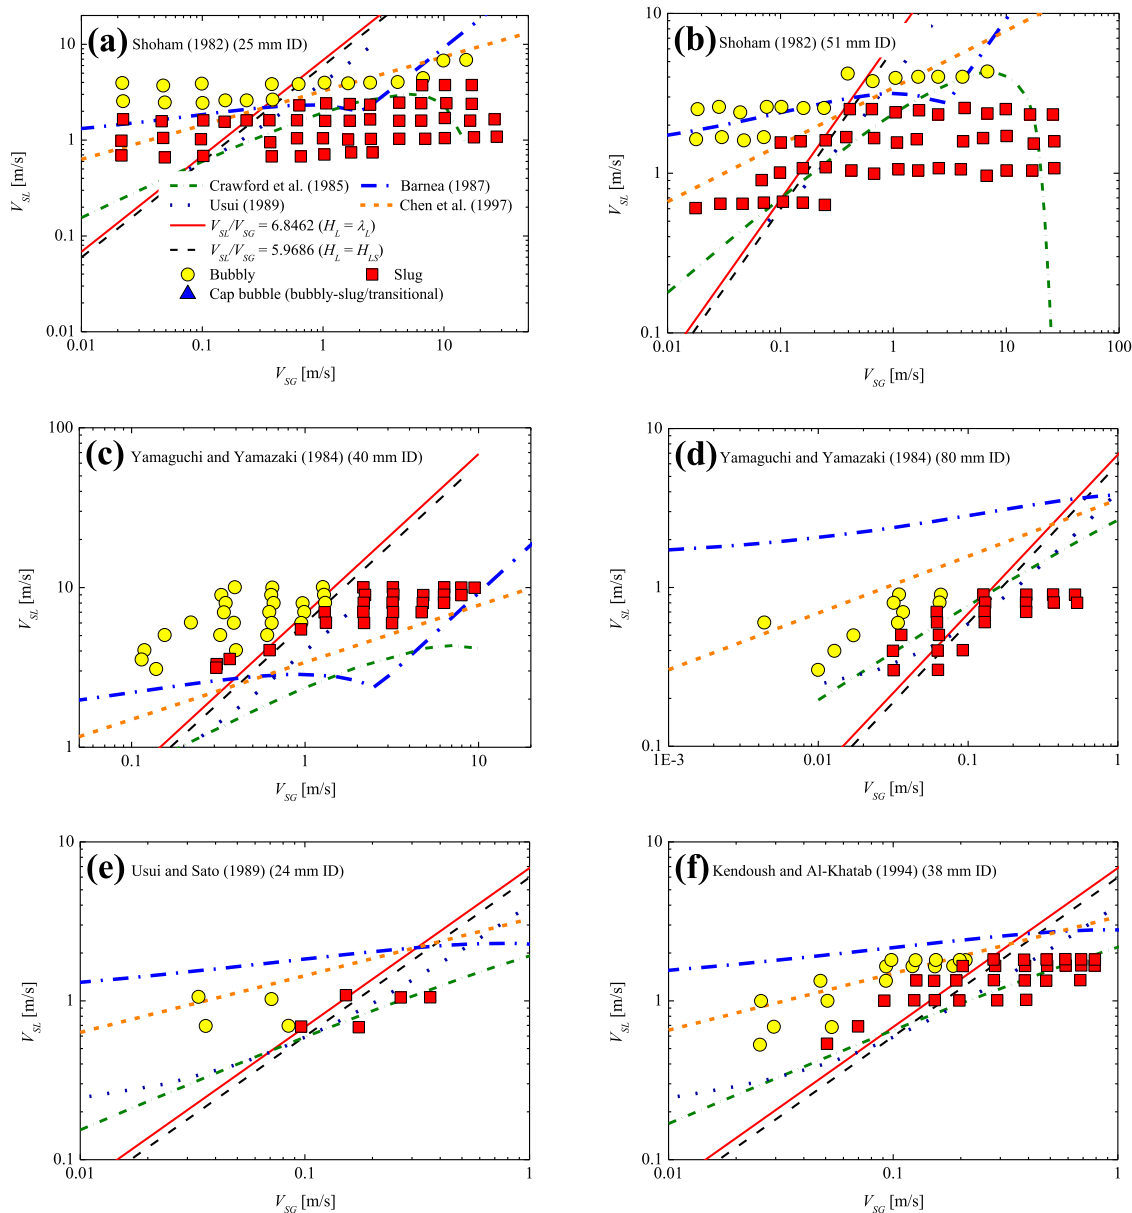 (a) Shoham (1982) (25 mm ID)
10
1
0.1
0.01
V_SL [m/s]
Crawford et al. (1985)
Barnea (1987)
Usui (1989)
Chen et al. (1997)
V_SL/V_SG = 6.8462 (H_L = λ_L)
V_SL/V_SG = 5.9686 (H_L = H_LS)
Bubbly
Slug
Cap bubble (bubbly-slug/transitional)
0.01 0.1 1 10
V_SG [m/s]
(b) Shoham (1982) (51 mm ID)
10
1
0.1
V_SL [m/s]
0.01 0.1 1 10 100
V_SG [m/s]
(c) Yamaguchi and Yamazaki (1984) (40 mm ID)
100
10
1
V_SL [m/s]
0.1 1 10
V_SG [m/s]
(d) Yamaguchi and Yamazaki (1984) (80 mm ID)
10
1
0.1
V_SL [m/s]
1E-3 0.01 0.1 1
V_SG [m/s]
(e) Usui and Sato (1989) (24 mm ID)
10
1
0.1
V_SL [m/s]
0.01 0.1 1
V_SG [m/s]
(f) Kendoush and Al-Khatab (1994) (38 mm ID)
10
1
0.1
V_SL [m/s]
0.01 0.1 1
V_SG [m/s]